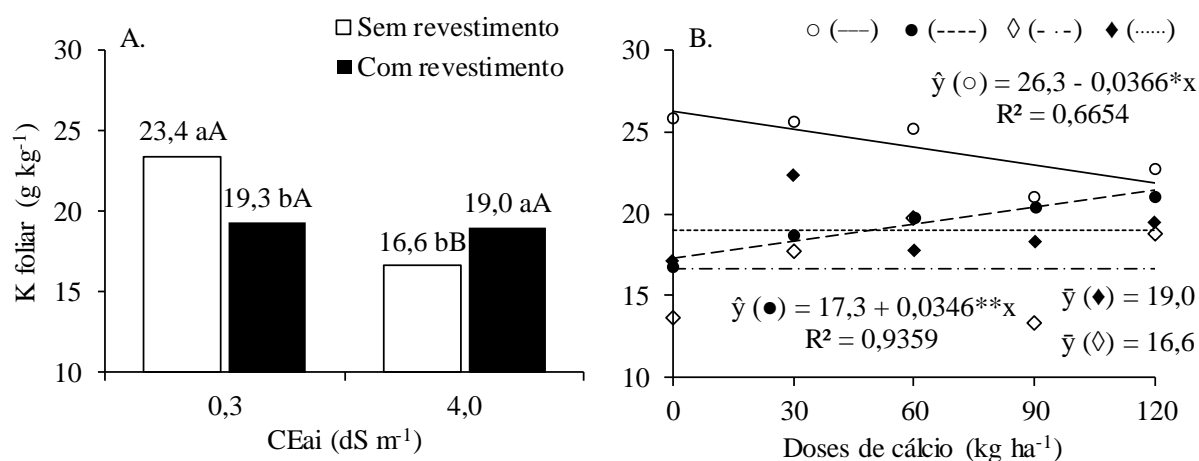 A.
□ Sem revestimento
■ Com revestimento
K foliar (g kg⁻¹)
30
25
20
15
10
23,4 aA
19,3 bA
16,6 bB
19,0 aA
0,3 4,0
CEai (dS m⁻¹)
B.
○ (–––) ● (----) ◊ (- · -) ♦ (......)
ŷ (○) = 26,3 - 0,0366*x
R² = 0,6654
30
25
20
15
10
ŷ (●) = 17,3 + 0,0346**x
R² = 0,9359
ȳ (♦) = 19,0
ȳ (◊) = 16,6
0 30 60 90 120
Doses de cálcio (kg ha⁻¹)